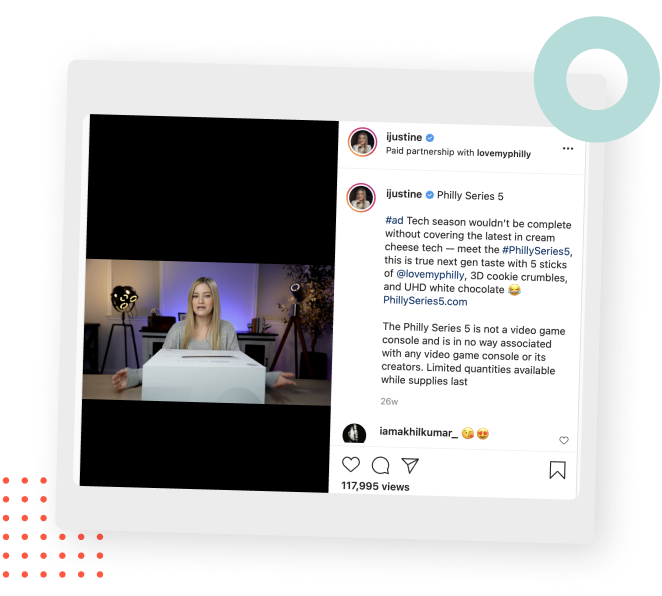 ijustine
Paid partnership with lovemyphilly
ijustine Philly Series 5
#ad Tech season wouldn't be complete
without covering the latest in cream
cheese tech — meet the #PhillySeries5,
this is true next gen taste with 5 sticks
of @lovemyphilly, 3D cookie crumbles,
and UHD white chocolate 😂
PhillySeries5.com
The Philly Series 5 is not a video game
console and is in no way associated
with any video game console or its
creators. Limited quantities available
while supplies last
26w
iamakhilkumar_ 😘😍
117,995 views